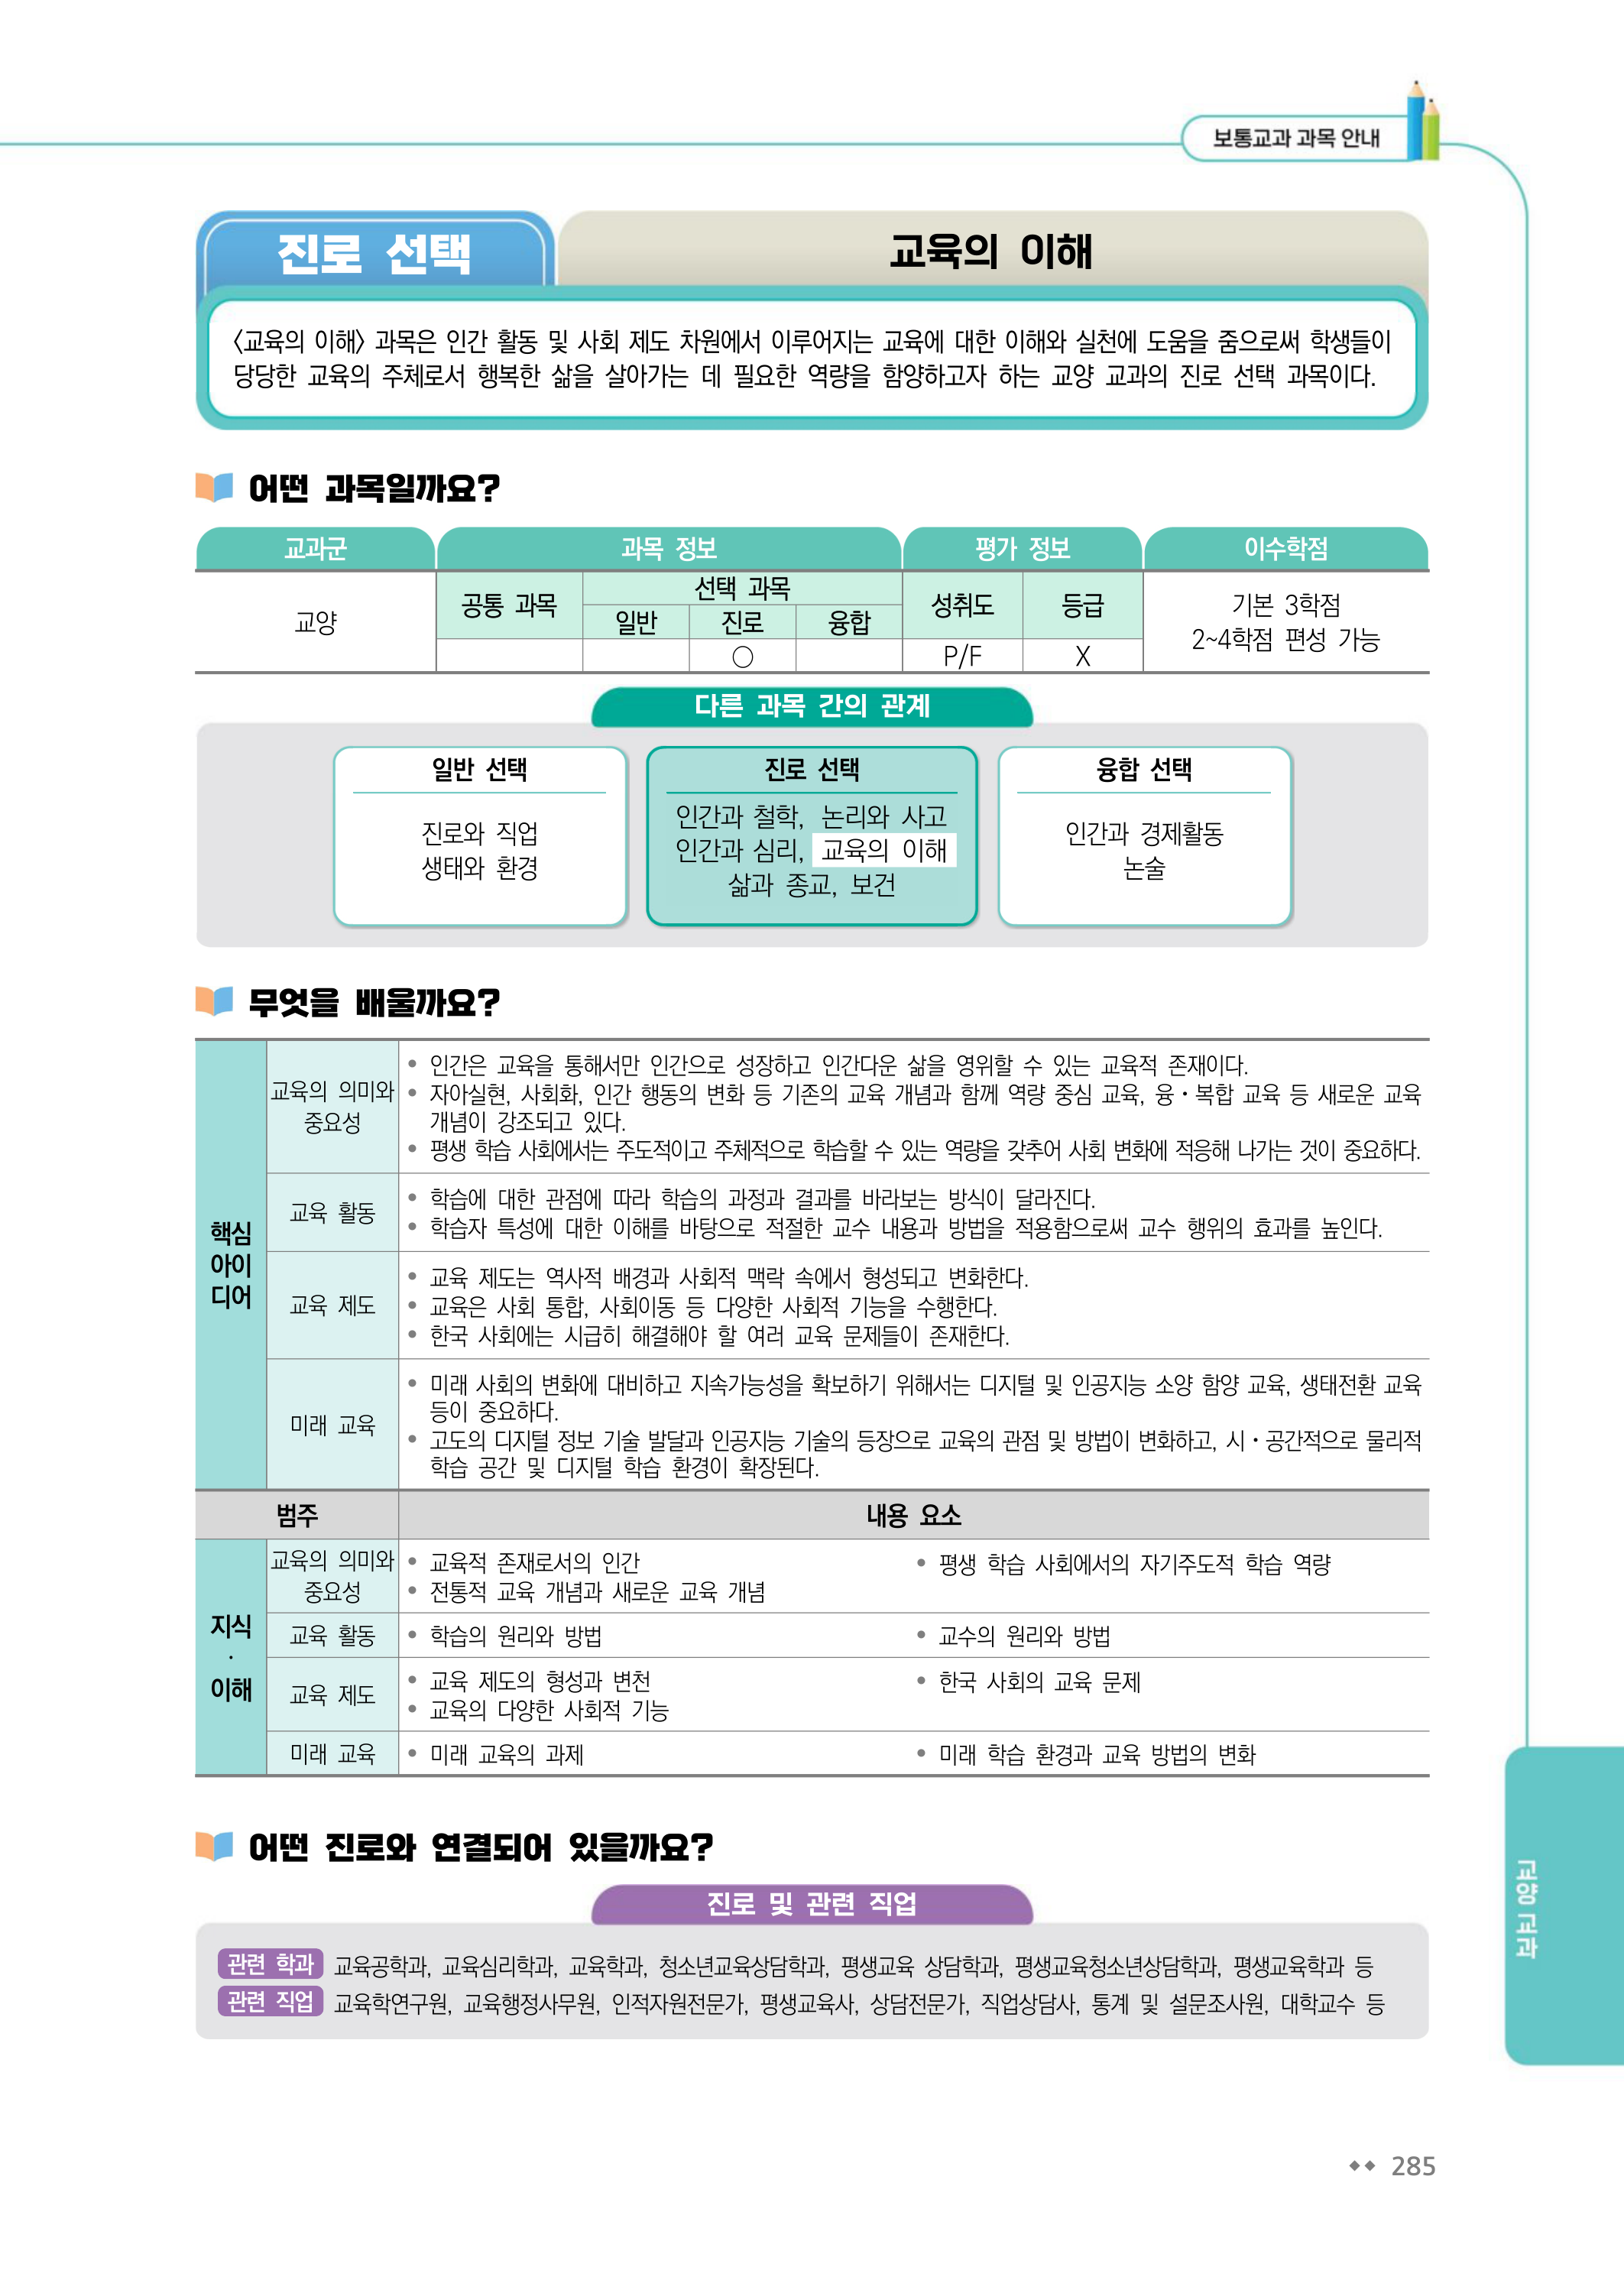 보통교과 과목 안내
진로 선택
교육의 이해
〈교육의 이해〉 과목은 인간 활동 및 사회 제도 차원에서 이루어지는 교육에 대한 이해와 실천에 도움을 줌으로써 학생들이
당당한 교육의 주체로서 행복한 삶을 살아가는 데 필요한 역량을 함양하고자 하는 교양 교과의 진로 선택 과목이다.
어떤 과목일까요?
교과군 과목 정보 평가 정보 이수학점
교양
공통 과목
선택 과목
일반 진로 융합
성취도 등급
○ P/F X
기본 3학점
2~4학점 편성 가능
다른 과목 간의 관계
일반 선택
진로와 직업
생태와 환경
진로 선택
인간과 철학, 논리와 사고
인간과 심리, 교육의 이해
삶과 종교, 보건
융합 선택
인간과 경제활동
논술
무엇을 배울까요?
핵심
아이
디어
교육의 의미와
중요성
• 인간은 교육을 통해서만 인간으로 성장하고 인간다운 삶을 영위할 수 있는 교육적 존재이다.
• 자아실현, 사회화, 인간 행동의 변화 등 기존의 교육 개념과 함께 역량 중심 교육, 융·복합 교육 등 새로운 교육
개념이 강조되고 있다.
• 평생 학습 사회에서는 주도적이고 주체적으로 학습할 수 있는 역량을 갖추어 사회 변화에 적응해 나가는 것이 중요하다.
교육 활동
• 학습에 대한 관점에 따라 학습의 과정과 결과를 바라보는 방식이 달라진다.
• 학습자 특성에 대한 이해를 바탕으로 적절한 교수 내용과 방법을 적용함으로써 교수 행위의 효과를 높인다.
교육 제도
• 교육 제도는 역사적 배경과 사회적 맥락 속에서 형성되고 변화한다.
• 교육은 사회 통합, 사회이동 등 다양한 사회적 기능을 수행한다.
• 한국 사회에는 시급히 해결해야 할 여러 교육 문제들이 존재한다.
미래 교육
• 미래 사회의 변화에 대비하고 지속가능성을 확보하기 위해서는 디지털 및 인공지능 소양 함양 교육, 생태전환 교육
등이 중요하다.
• 고도의 디지털 정보 기술 발달과 인공지능 기술의 등장으로 교육의 관점 및 방법이 변화하고, 시·공간적으로 물리적
학습 공간 및 디지털 학습 환경이 확장된다.
범주 내용 요소
지식
·
이해
교육의 의미와
중요성
• 교육적 존재로서의 인간
• 전통적 교육 개념과 새로운 교육 개념
• 평생 학습 사회에서의 자기주도적 학습 역량
교육 활동
• 학습의 원리와 방법
• 교수의 원리와 방법
교육 제도
• 교육 제도의 형성과 변천
• 교육의 다양한 사회적 기능
• 한국 사회의 교육 문제
미래 교육
• 미래 교육의 과제
• 미래 학습 환경과 교육 방법의 변화
어떤 진로와 연결되어 있을까요?
진로 및 관련 직업
관련 학과 교육공학과, 교육심리학과, 교육학과, 청소년교육상담학과, 평생교육 상담학과, 평생교육청소년상담학과, 평생교육학과 등
관련 직업 교육학연구원, 교육행정사무원, 인적자원전문가, 평생교육사, 상담전문가, 직업상담사, 통계 및 설문조사원, 대학교수 등
교양 교과
285